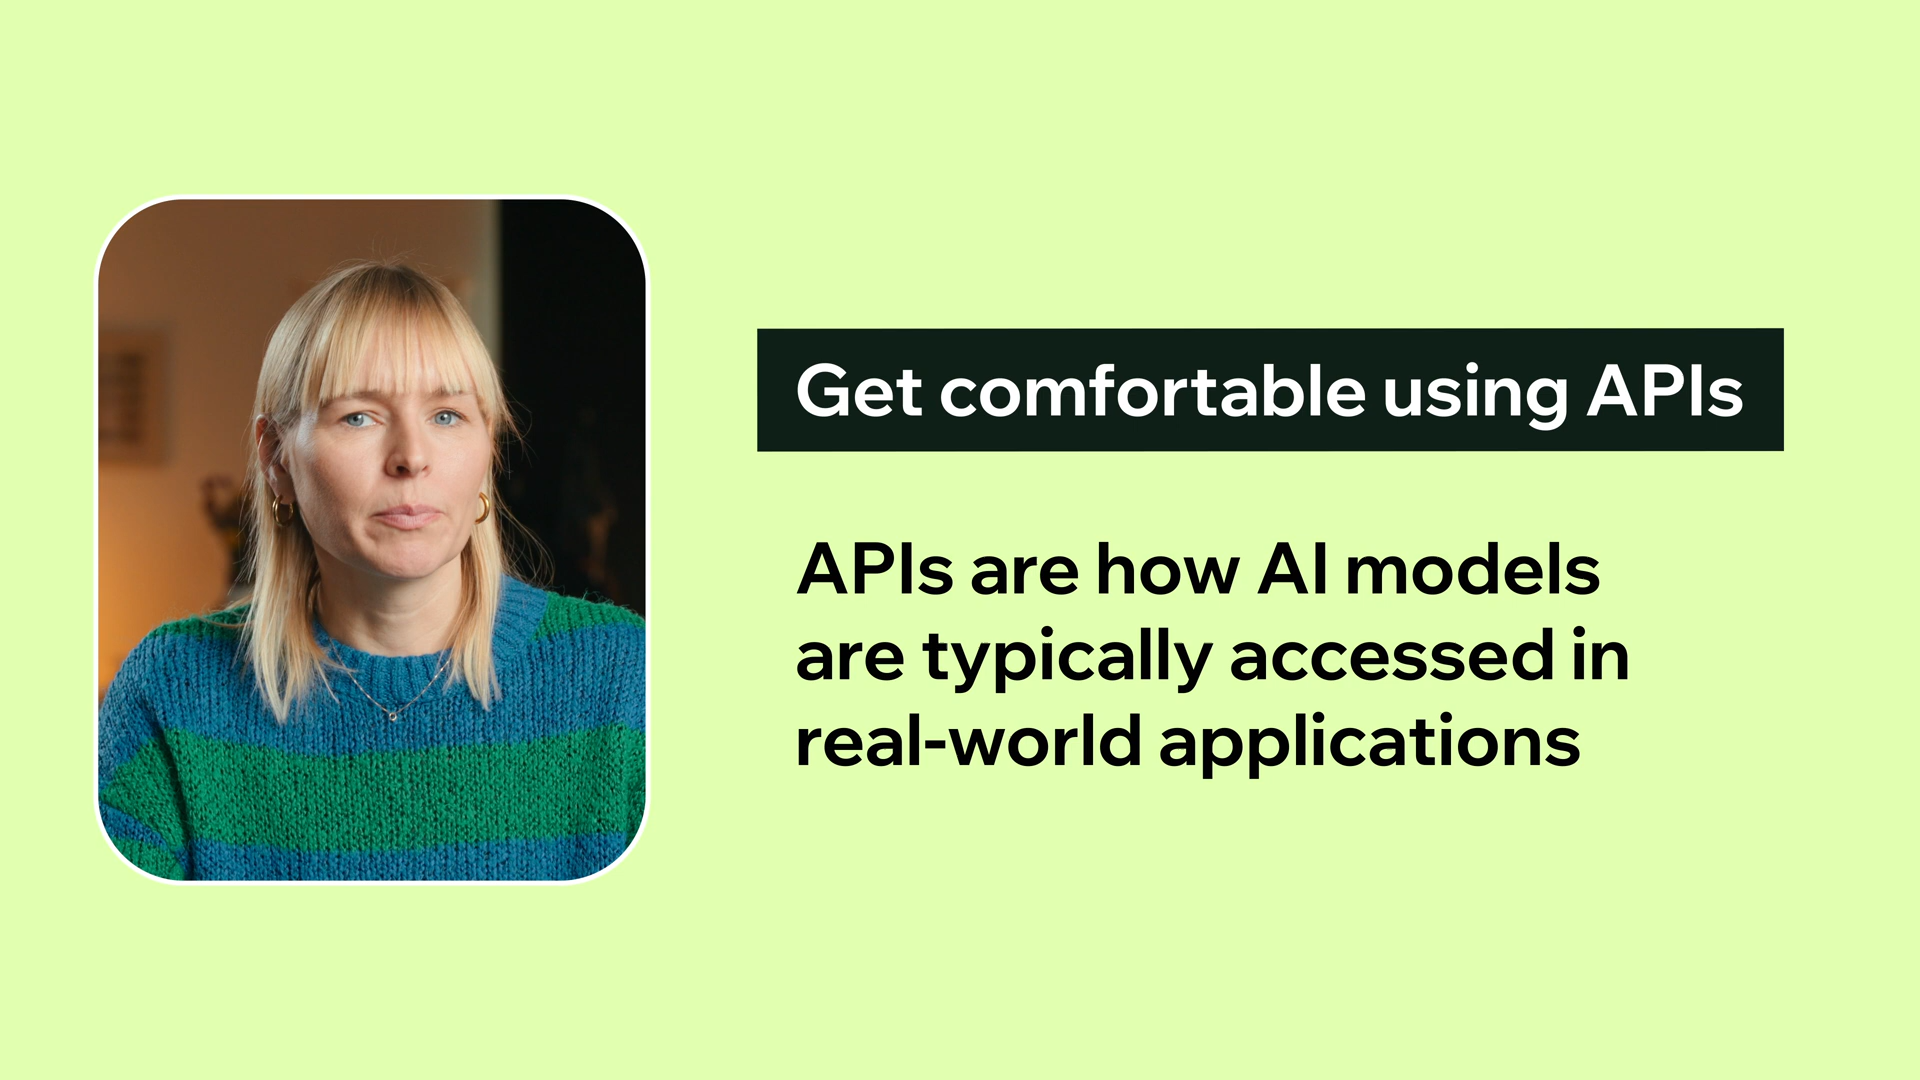 Get comfortable using APIs
APIs are how AI models
are typically accessed in
real-world applications